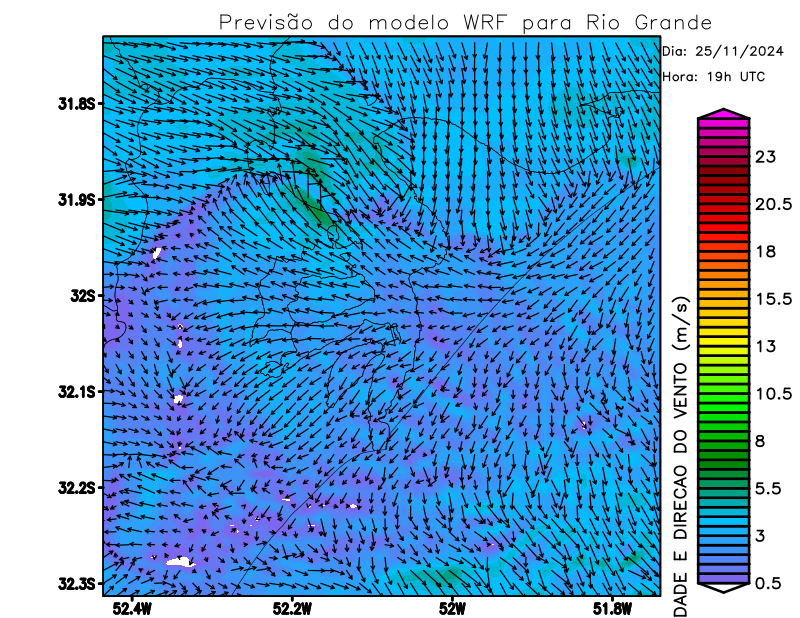 Previsão do modelo WRF para Rio Grande
Dia: 25/11/2024
Hora: 19h UTC
31.8S
31.9S
32S
32.1S
32.2S
32.3S
52.4W
52.2W
52W
51.8W
23
20.5
18
15.5
13
10.5
8
5.5
3
0.5
DADE E DIRECAO DO VENTO (m/s)